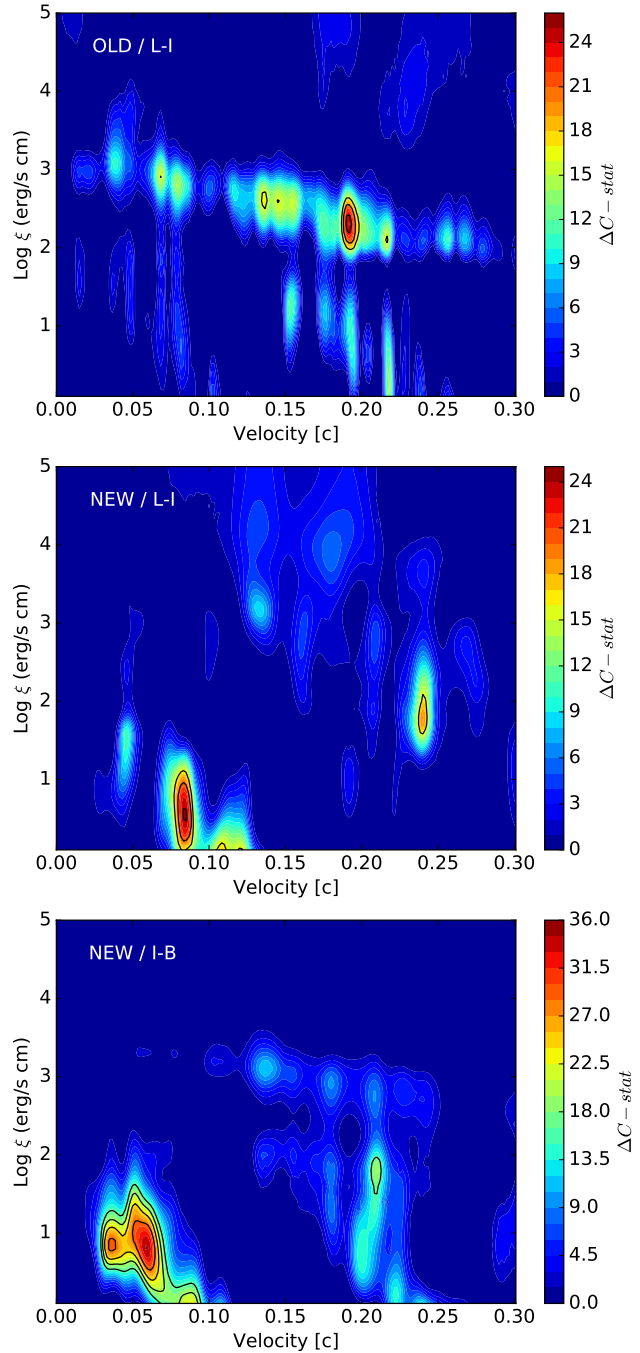 OLD / L-I
5
4
3
2
1
Log ξ (erg/s cm)
0.00 0.05 0.10 0.15 0.20 0.25 0.30
Velocity [c]
24
21
18
15
12
9
6
3
0
ΔC − stat
NEW / L-I
5
4
3
2
1
Log ξ (erg/s cm)
0.00 0.05 0.10 0.15 0.20 0.25 0.30
Velocity [c]
24
21
18
15
12
9
6
3
0
ΔC − stat
NEW / I-B
5
4
3
2
1
Log ξ (erg/s cm)
0.00 0.05 0.10 0.15 0.20 0.25 0.30
Velocity [c]
36.0
31.5
27.0
22.5
18.0
13.5
9.0
4.5
0.0
ΔC − stat